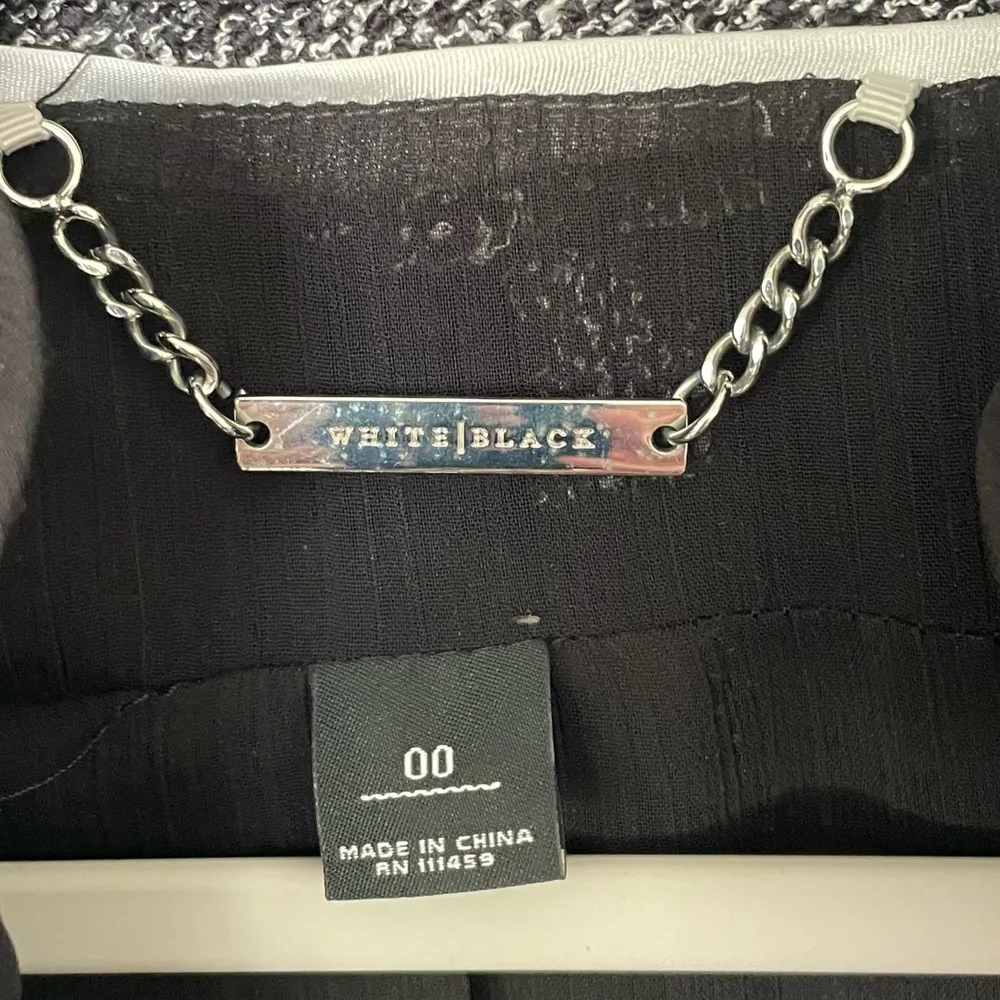 WHITE|BLACK
00
MADE IN CHINA
RN 111459